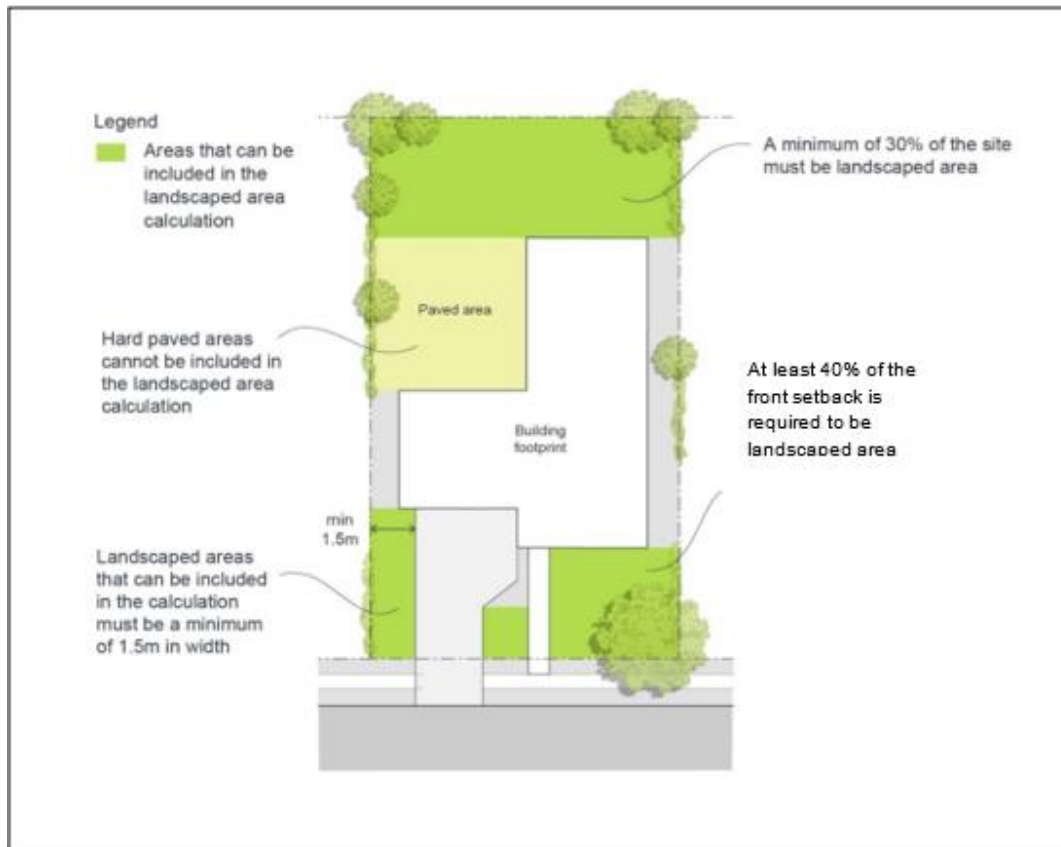 Legend
Areas that can be
included in the
landscaped area
calculation
A minimum of 30% of the site
must be landscaped area
Paved area
Hard paved areas
cannot be included in
the landscaped area
calculation
At least 40% of the
front setback is
required to be
landscaped area
Building
footprint
min
1.5m
Landscaped areas
that can be included
in the calculation
must be a minimum
of 1.5m in width